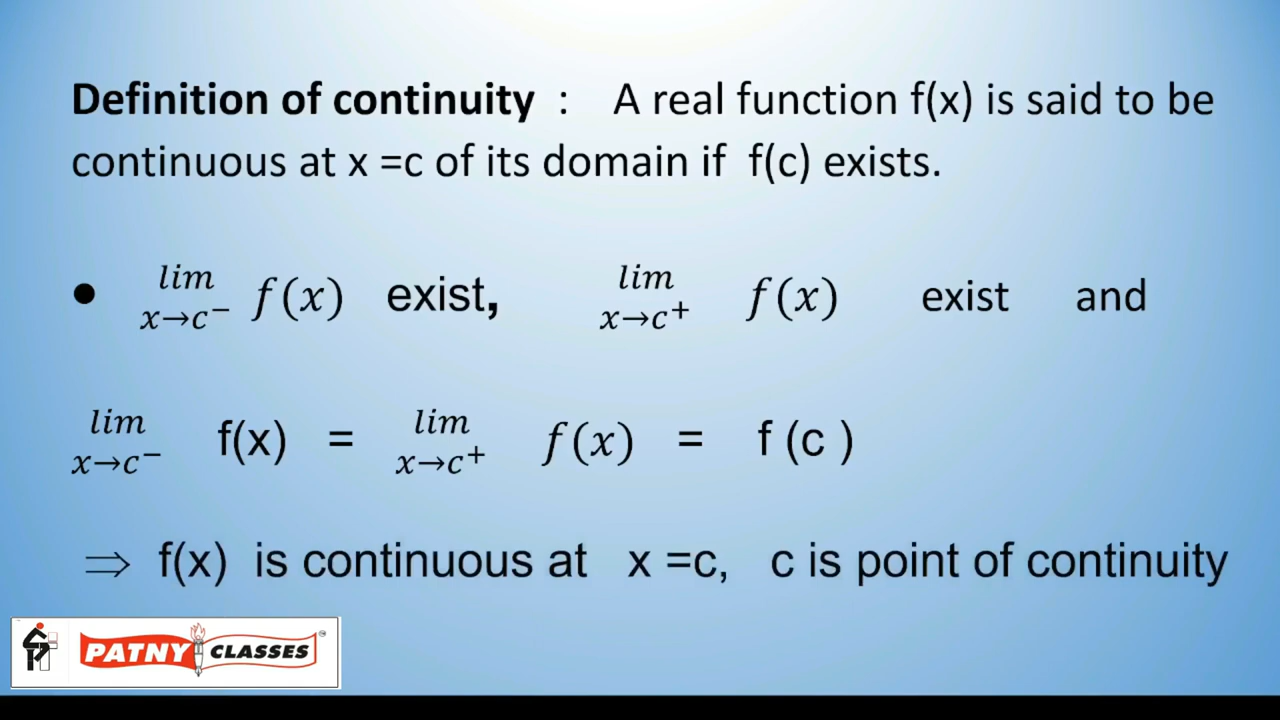 Definition of continuity : A real function f(x) is said to be
continuous at x =c of its domain if f(c) exists.
• lim x→c⁻ f(x) exist, lim x→c⁺ f(x) exist and
lim x→c⁻ f(x) = lim x→c⁺ f(x) = f (c )
⇒ f(x) is continuous at x =c, c is point of continuity
PATNY CLASSES